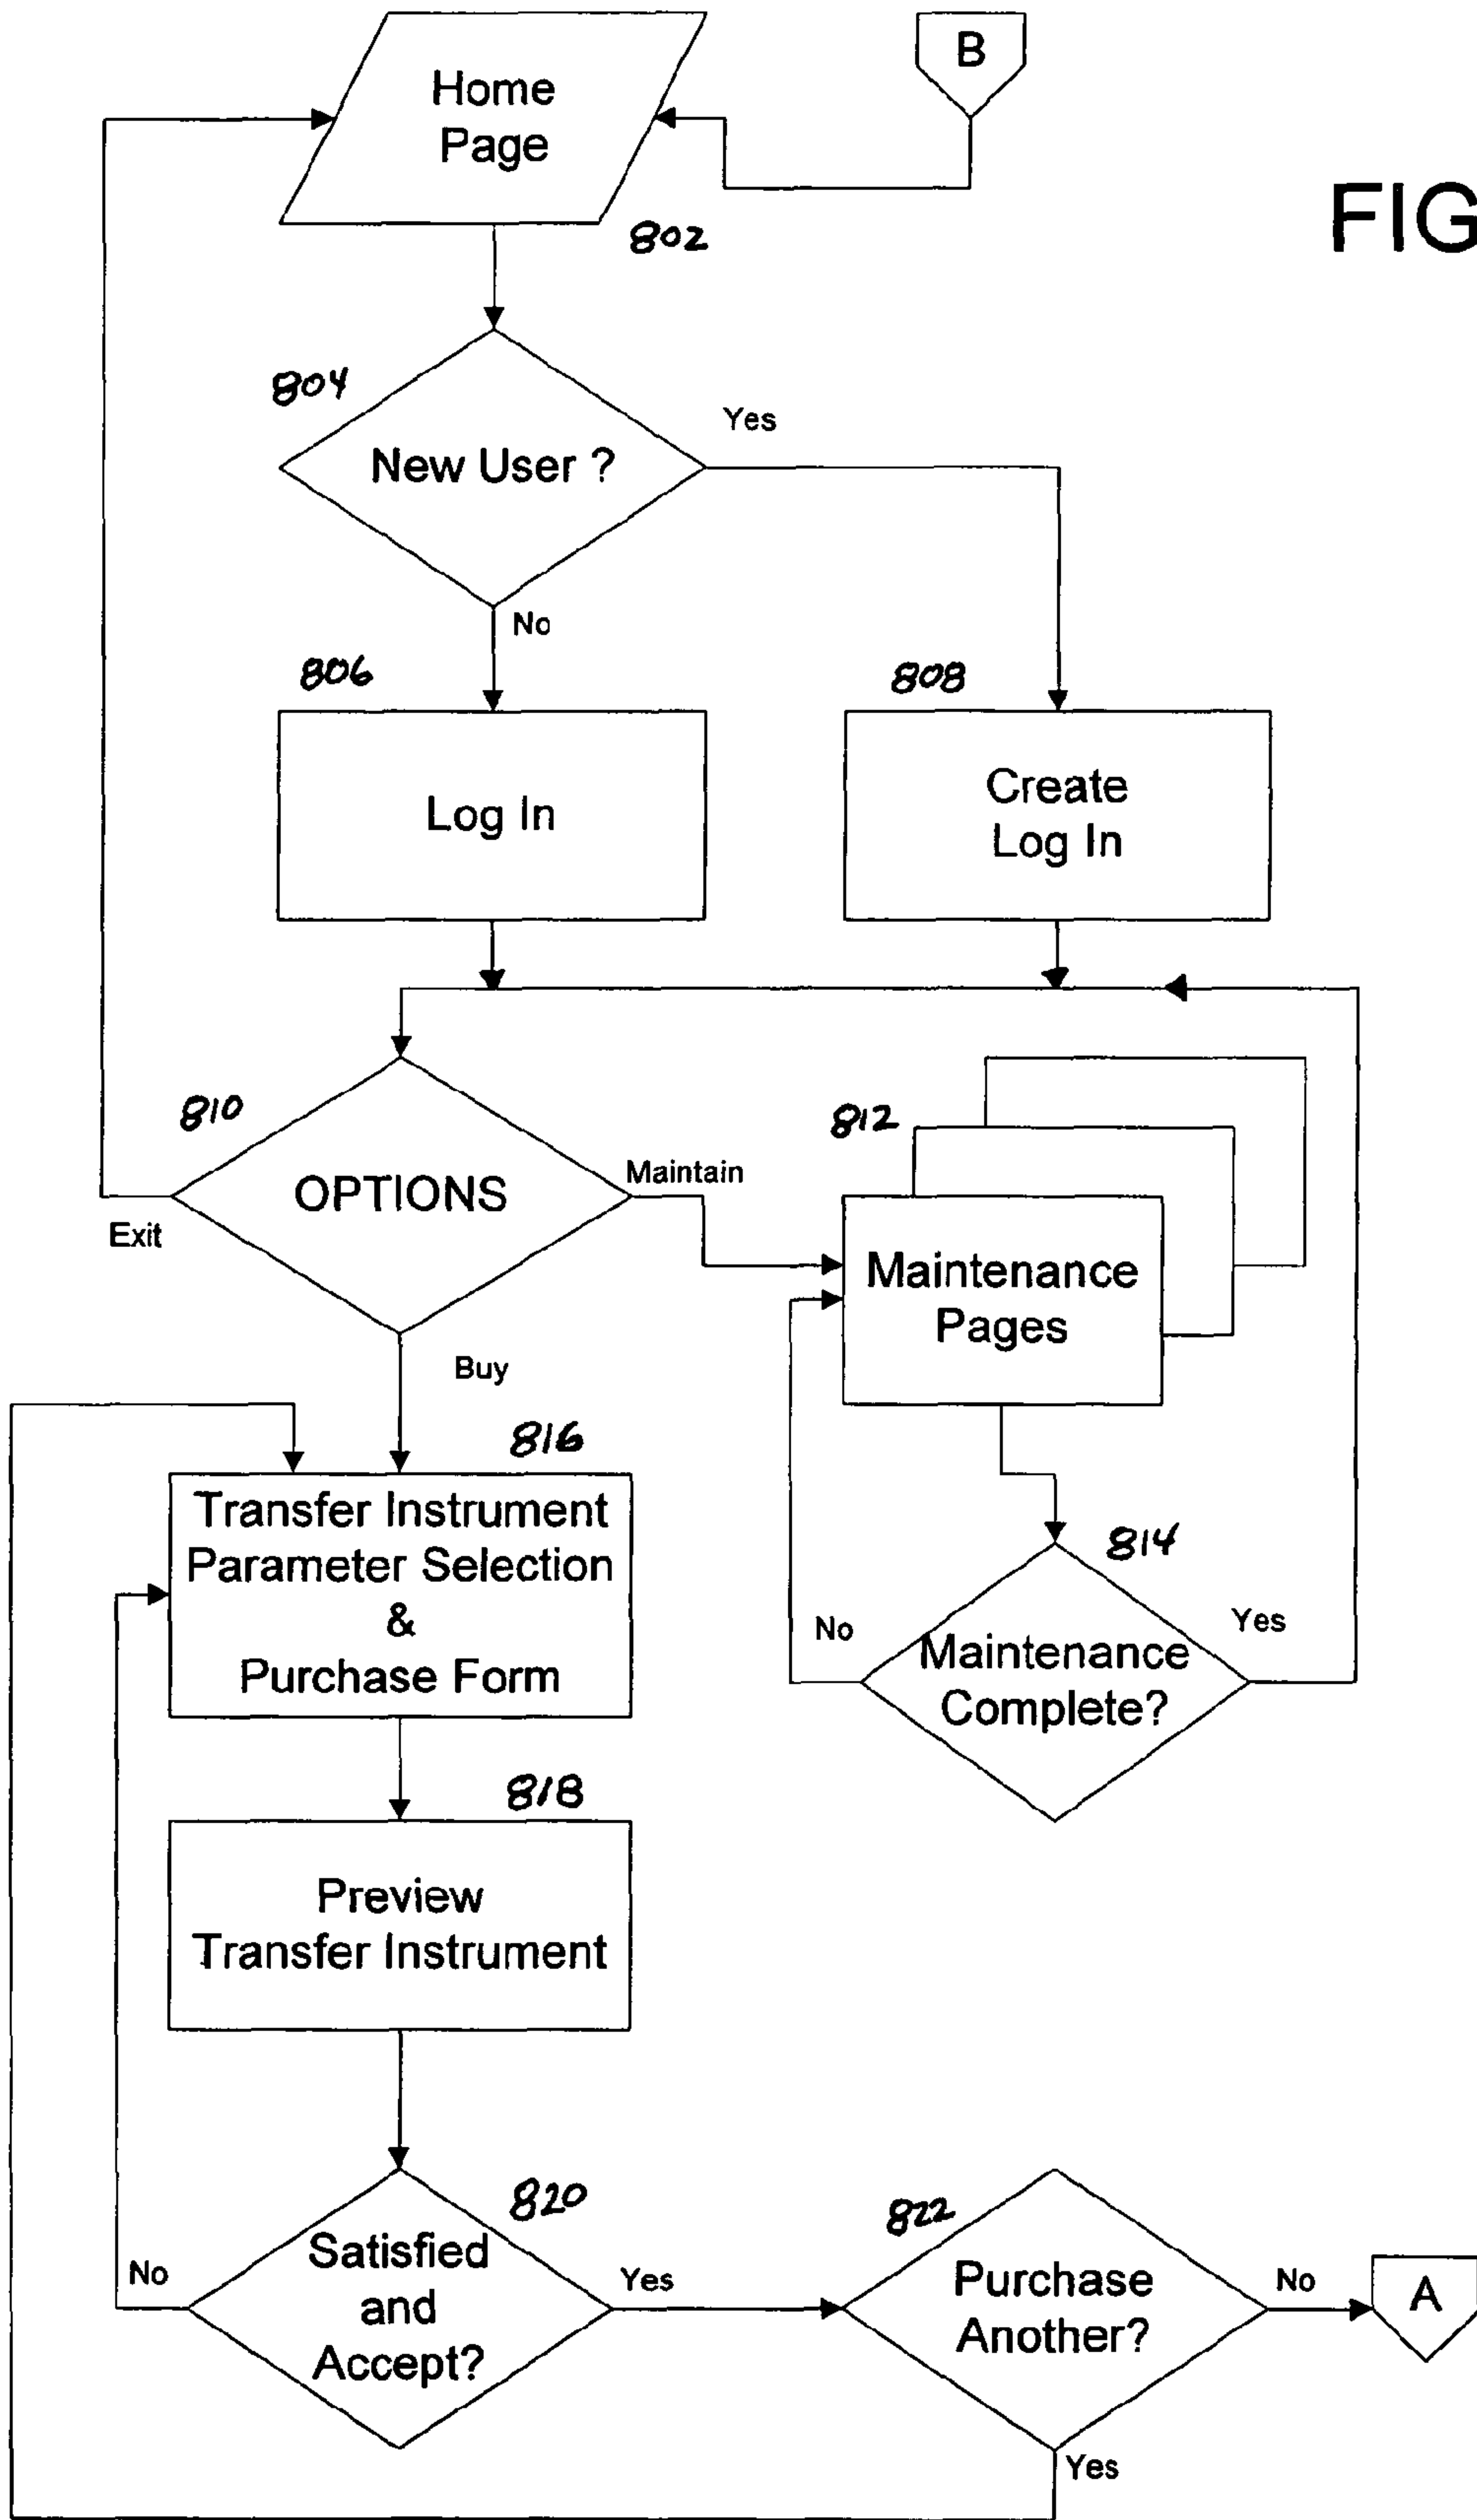 Home
Page
B
FIG
802
804
Yes
New User ?
No
806
808
Log In
Create
Log In
810
812
Maintain
OPTIONS
Exit
Maintenance
Pages
Buy
816
Transfer Instrument
Parameter Selection
&
Purchase Form
814
No
Yes
Maintenance
Complete?
818
Preview
Transfer Instrument
820
822
Satisfied
and
Accept?
No
Yes
Purchase
Another?
No
A
Yes